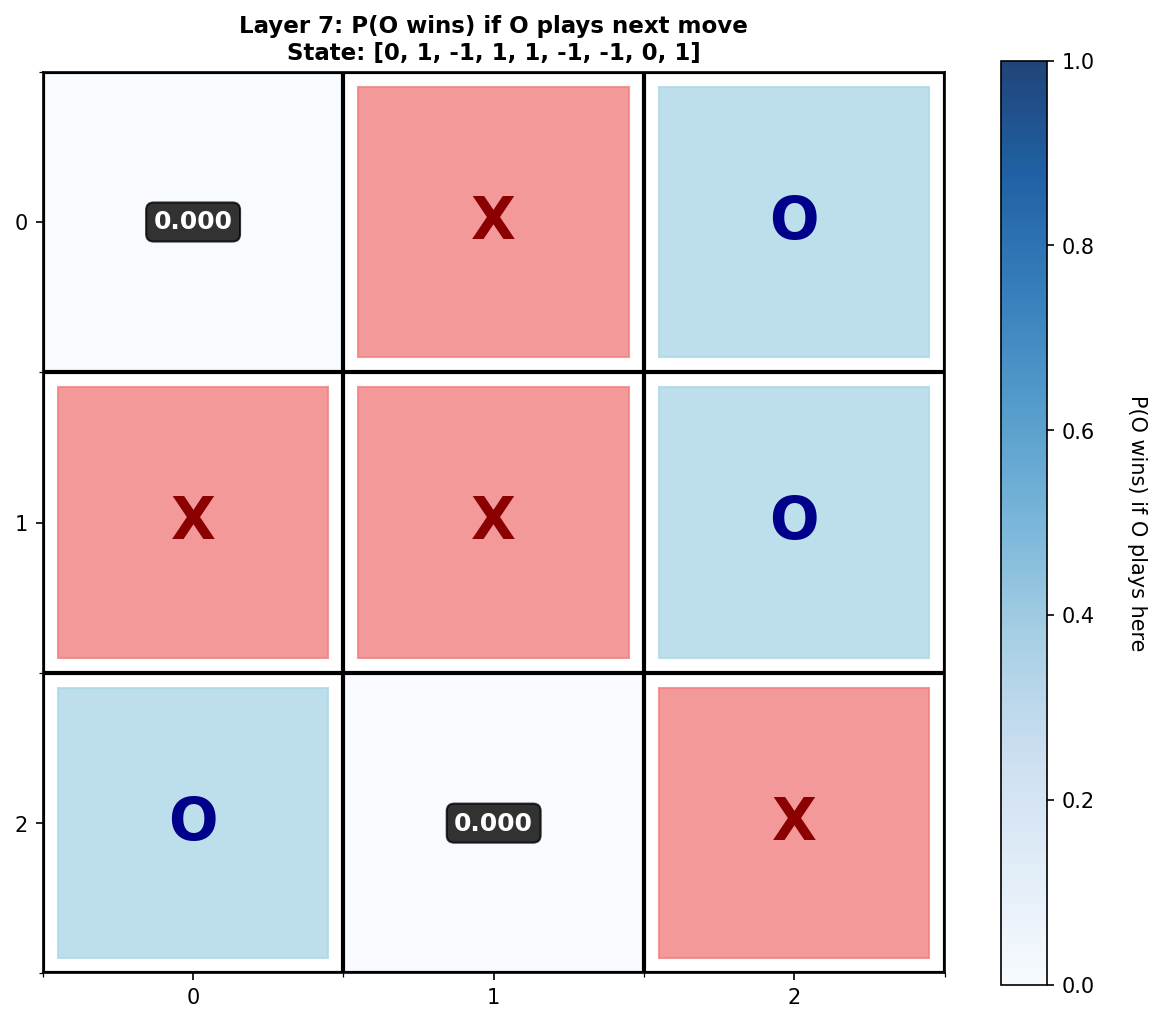 Layer 7: P(O wins) if O plays next move
State: [0, 1, -1, 1, 1, -1, -1, 0, 1]
0
0.000
X
O
1
X
X
O
2
O
0.000
X
0
1
2
1.0
0.8
0.6
0.4
0.2
0.0
P(O wins) if O plays here